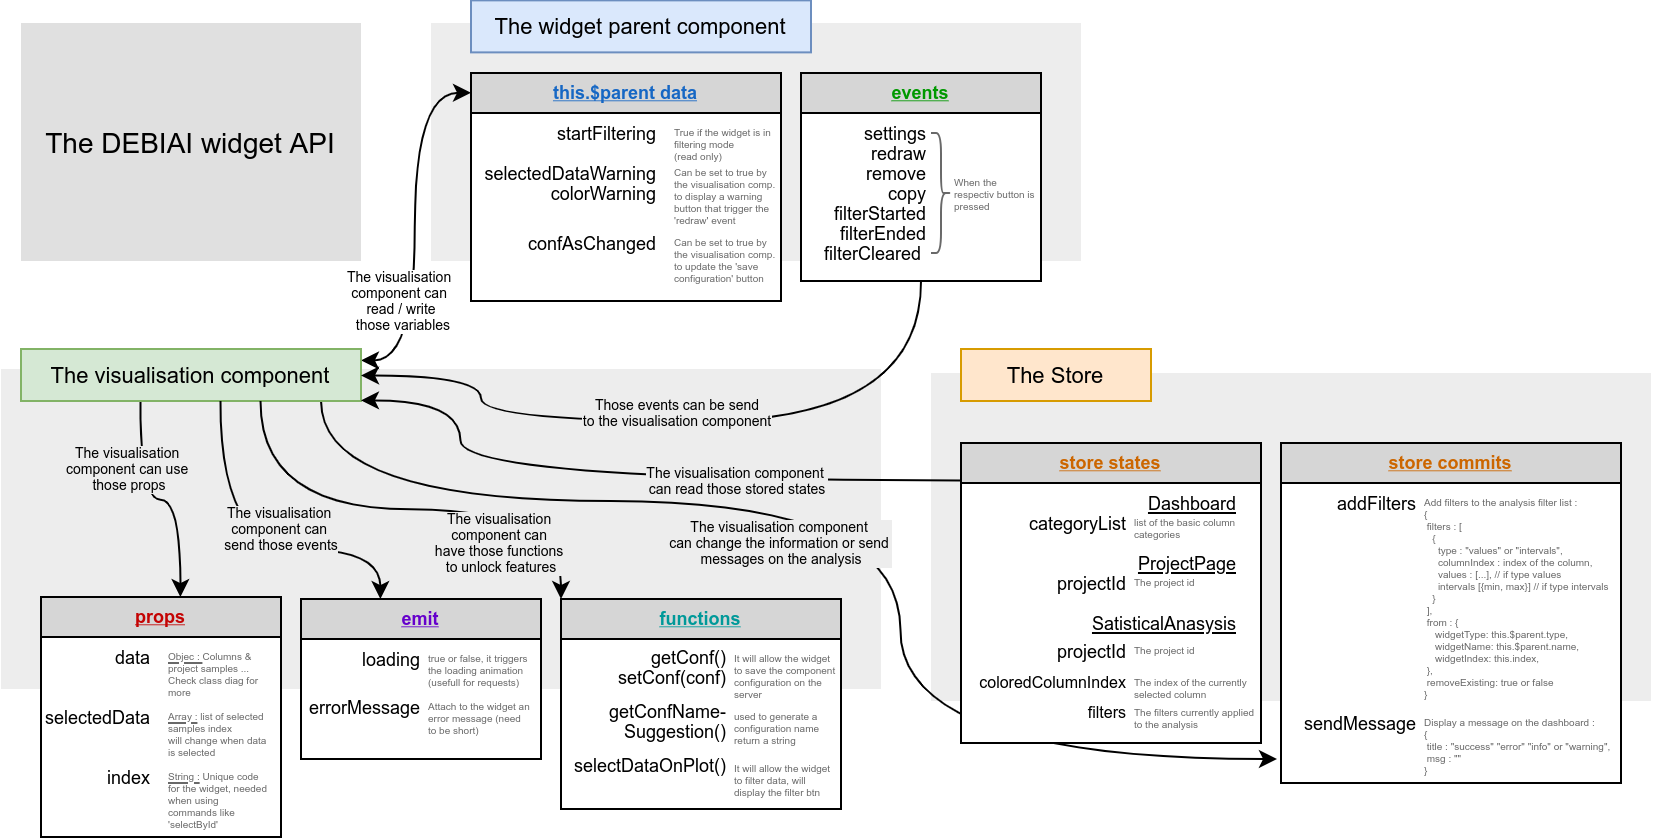 The DEBIAI widget API
The widget parent component
this.$parent data
startFiltering
True if the widget is in
filtering mode
(read only)
selectedDataWarning
colorWarning
Can be set to true by
the visualisation comp.
to display a warning
button that trigger the
'redraw' event
confAsChanged
Can be set to true by
the visualisation comp.
to update the 'save
configuration' button
events
settings
redraw
remove
copy
filterStarted
filterEnded
filterCleared
When the
respectiv button is
pressed
The visualisation
component can
read / write
those variables
The visualisation component
Those events can be send
to the visualisation component
The visualisation component
can read those stored states
The visualisation component
can change the information or send
messages on the analysis
The visualisation
component can use
those props
The visualisation
component can
send those events
The visualisation
component can
have those functions
to unlock features
props
data
Objec : Columns &
project samples ...
Check class diag for
more
selectedData
Array : list of selected
samples index
will change when data
is selected
index
String : Unique code
for the widget, needed
when using
commands like
'selectById'
emit
loading
true or false, it triggers
the loading animation
(usefull for requests)
errorMessage
Attach to the widget an
error message (need
to be short)
functions
getConf()
setConf(conf)
It will allow the widget
to save the component
configuration on the
server
getConfName-
Suggestion()
used to generate a
configuration name
return a string
selectDataOnPlot()
It will allow the widget
to filter data, will
display the filter btn
The Store
store states
Dashboard
categoryList
list of the basic column
categories
ProjectPage
projectId
The project id
SatisticalAnasysis
projectId
The project id
coloredColumnIndex
The index of the currently
selected column
filters
The filters currently applied
to the analysis
store commits
addFilters
Add filters to the analysis filter list :
{
filters : [
{
type : "values" or "intervals",
columnIndex : index of the column,
values : [...], // if type values
intervals [{min, max}] // if type intervals
}
],
from : {
widgetType: this.$parent.type,
widgetName: this.$parent.name,
widgetIndex: this.index,
},
removeExisting: true or false
}
sendMessage
Display a message on the dashboard :
{
title : "success" "error" "info" or "warning",
msg : ""
}